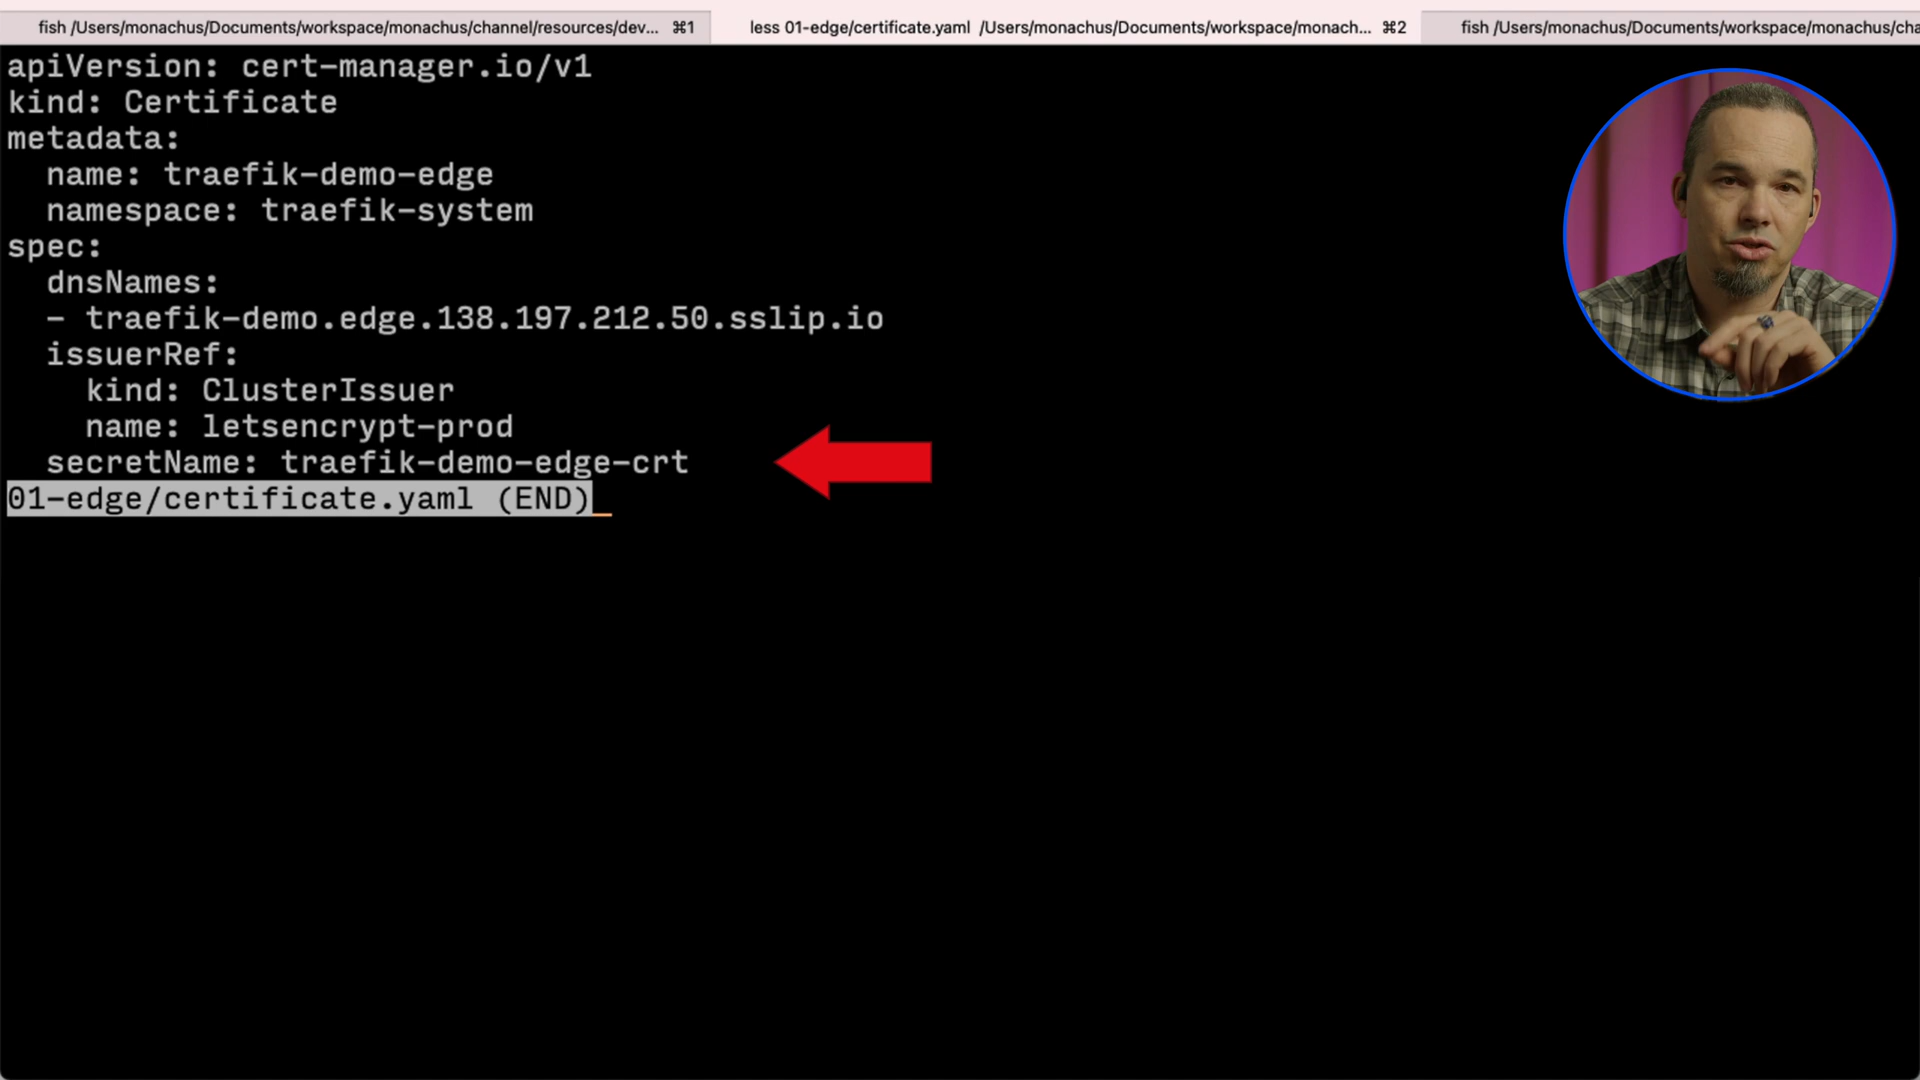 fish /Users/monachus/Documents/workspace/monachus/channel/resources/dev... ⌘1
less 01-edge/certificate.yaml /Users/monachus/Documents/workspace/monach... ⌘2
fish /Users/monachus/Documents/workspace/monachus/cha
apiVersion: cert-manager.io/v1
kind: Certificate
metadata:
  name: traefik-demo-edge
  namespace: traefik-system
spec:
  dnsNames:
  - traefik-demo.edge.138.197.212.50.sslip.io
  issuerRef:
    kind: ClusterIssuer
    name: letsencrypt-prod
  secretName: traefik-demo-edge-crt
01-edge/certificate.yaml (END)